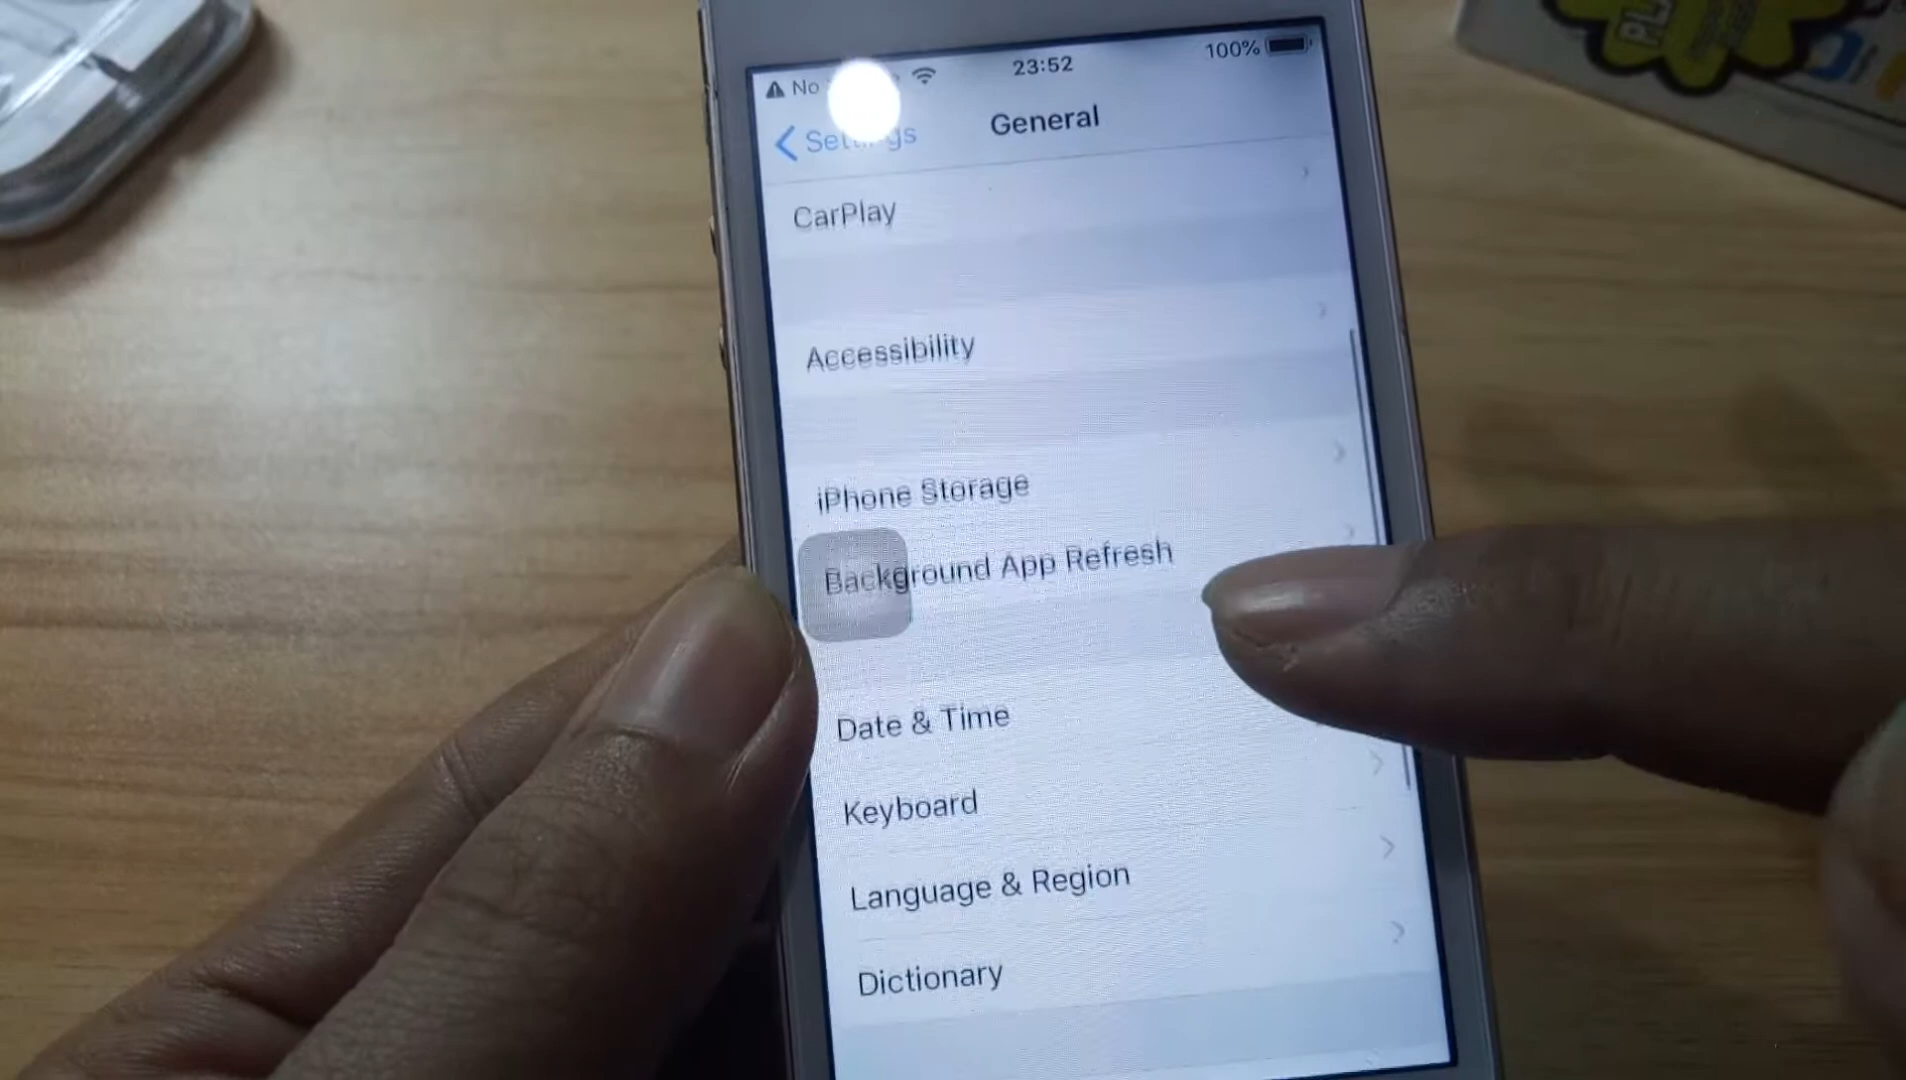 No
23:52
100%
Settings
General
CarPlay
Accessibility
iPhone Storage
Background App Refresh
Date & Time
Keyboard
Language & Region
Dictionary